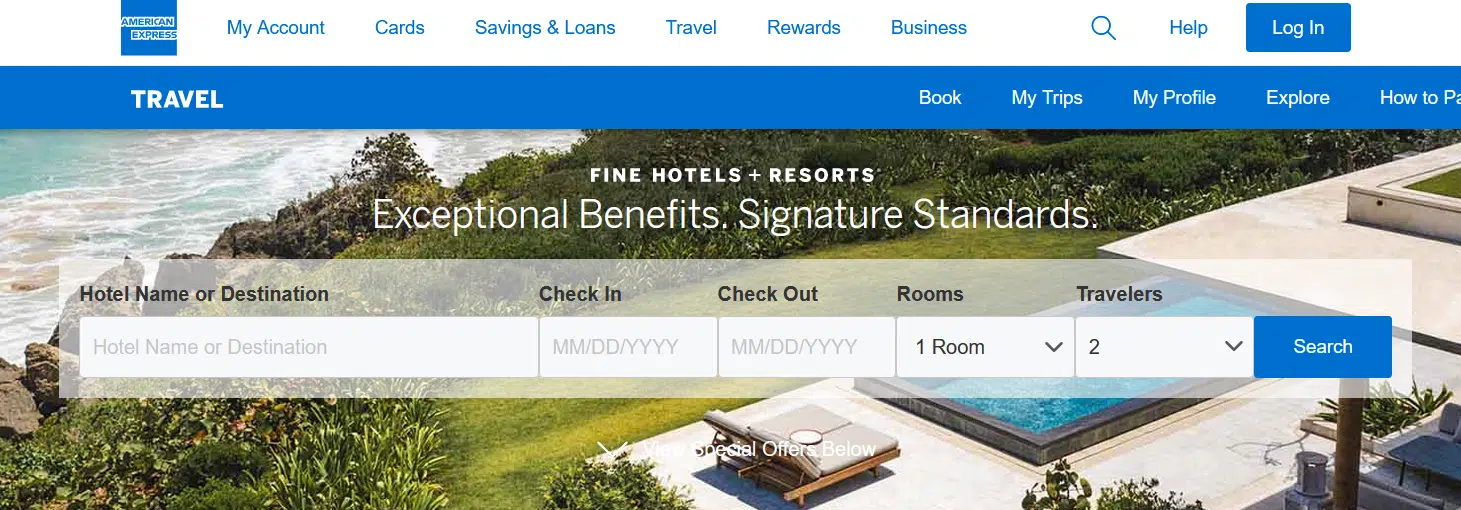 AMERICAN
EXPRESS
My Account Cards Savings & Loans Travel Rewards Business Help Log In
TRAVEL Book My Trips My Profile Explore How to Pa
FINE HOTELS + RESORTS
Exceptional Benefits. Signature Standards.
Hotel Name or Destination Check In Check Out Rooms Travelers
Hotel Name or Destination MM/DD/YYYY MM/DD/YYYY 1 Room 2 Search
View Special Offers Below